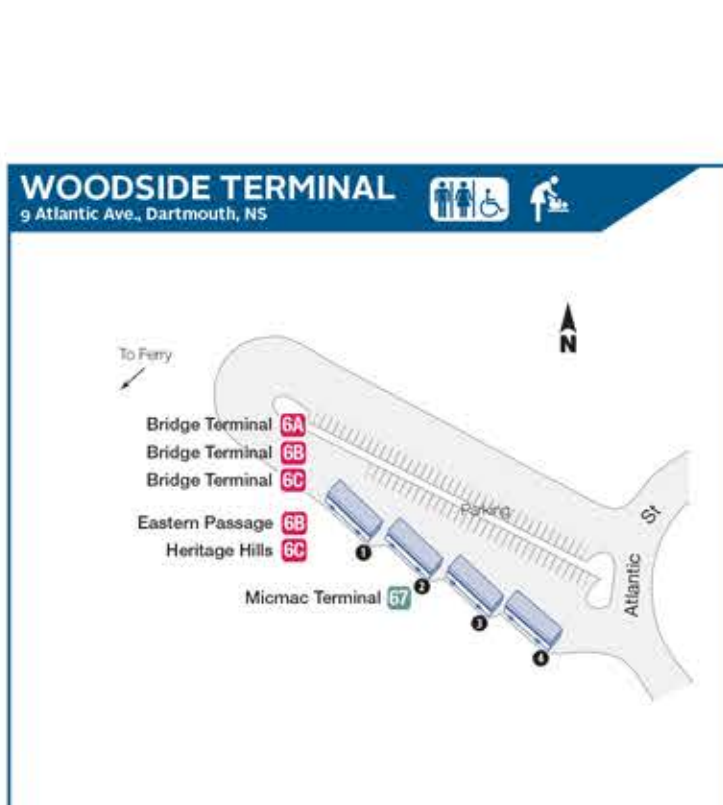 WOODSIDE TERMINAL
9 Atlantic Ave., Dartmouth, NS
N
To Ferry
Bridge Terminal 6A
Bridge Terminal 6B
Bridge Terminal 6C
Eastern Passage 6B
Heritage Hills 6C
Micmac Terminal 67
Parking
Atlantic St
1
2
3
4